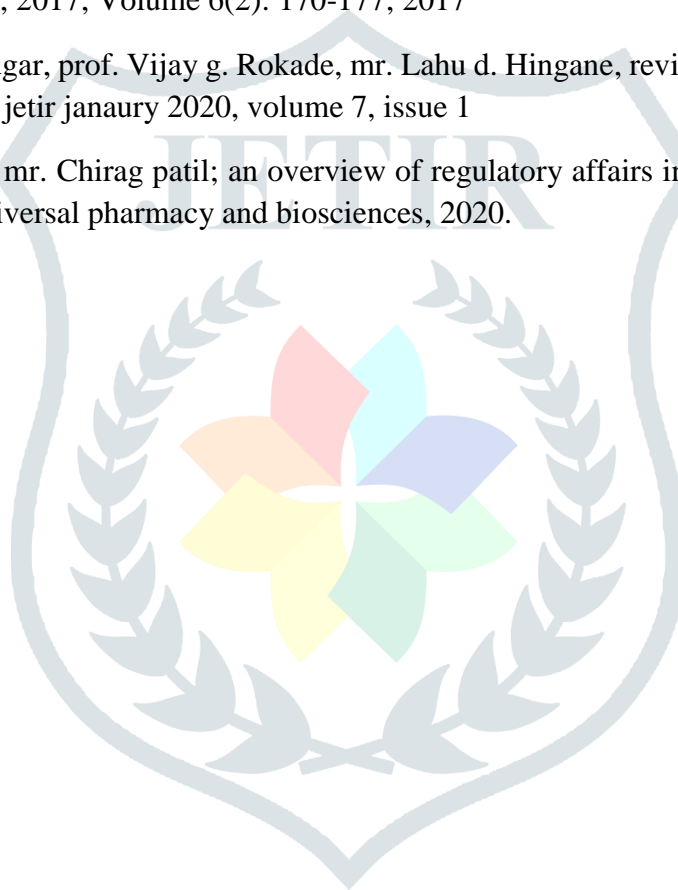 , 2017, Volume 6(2): 170-177, 2017
gar, prof. Vijay g. Rokade, mr. Lahu d. Hingane, revi
jetir janaury 2020, volume 7, issue 1
mr. Chirag patil; an overview of regulatory affairs in
iversal pharmacy and biosciences, 2020.
JETIR